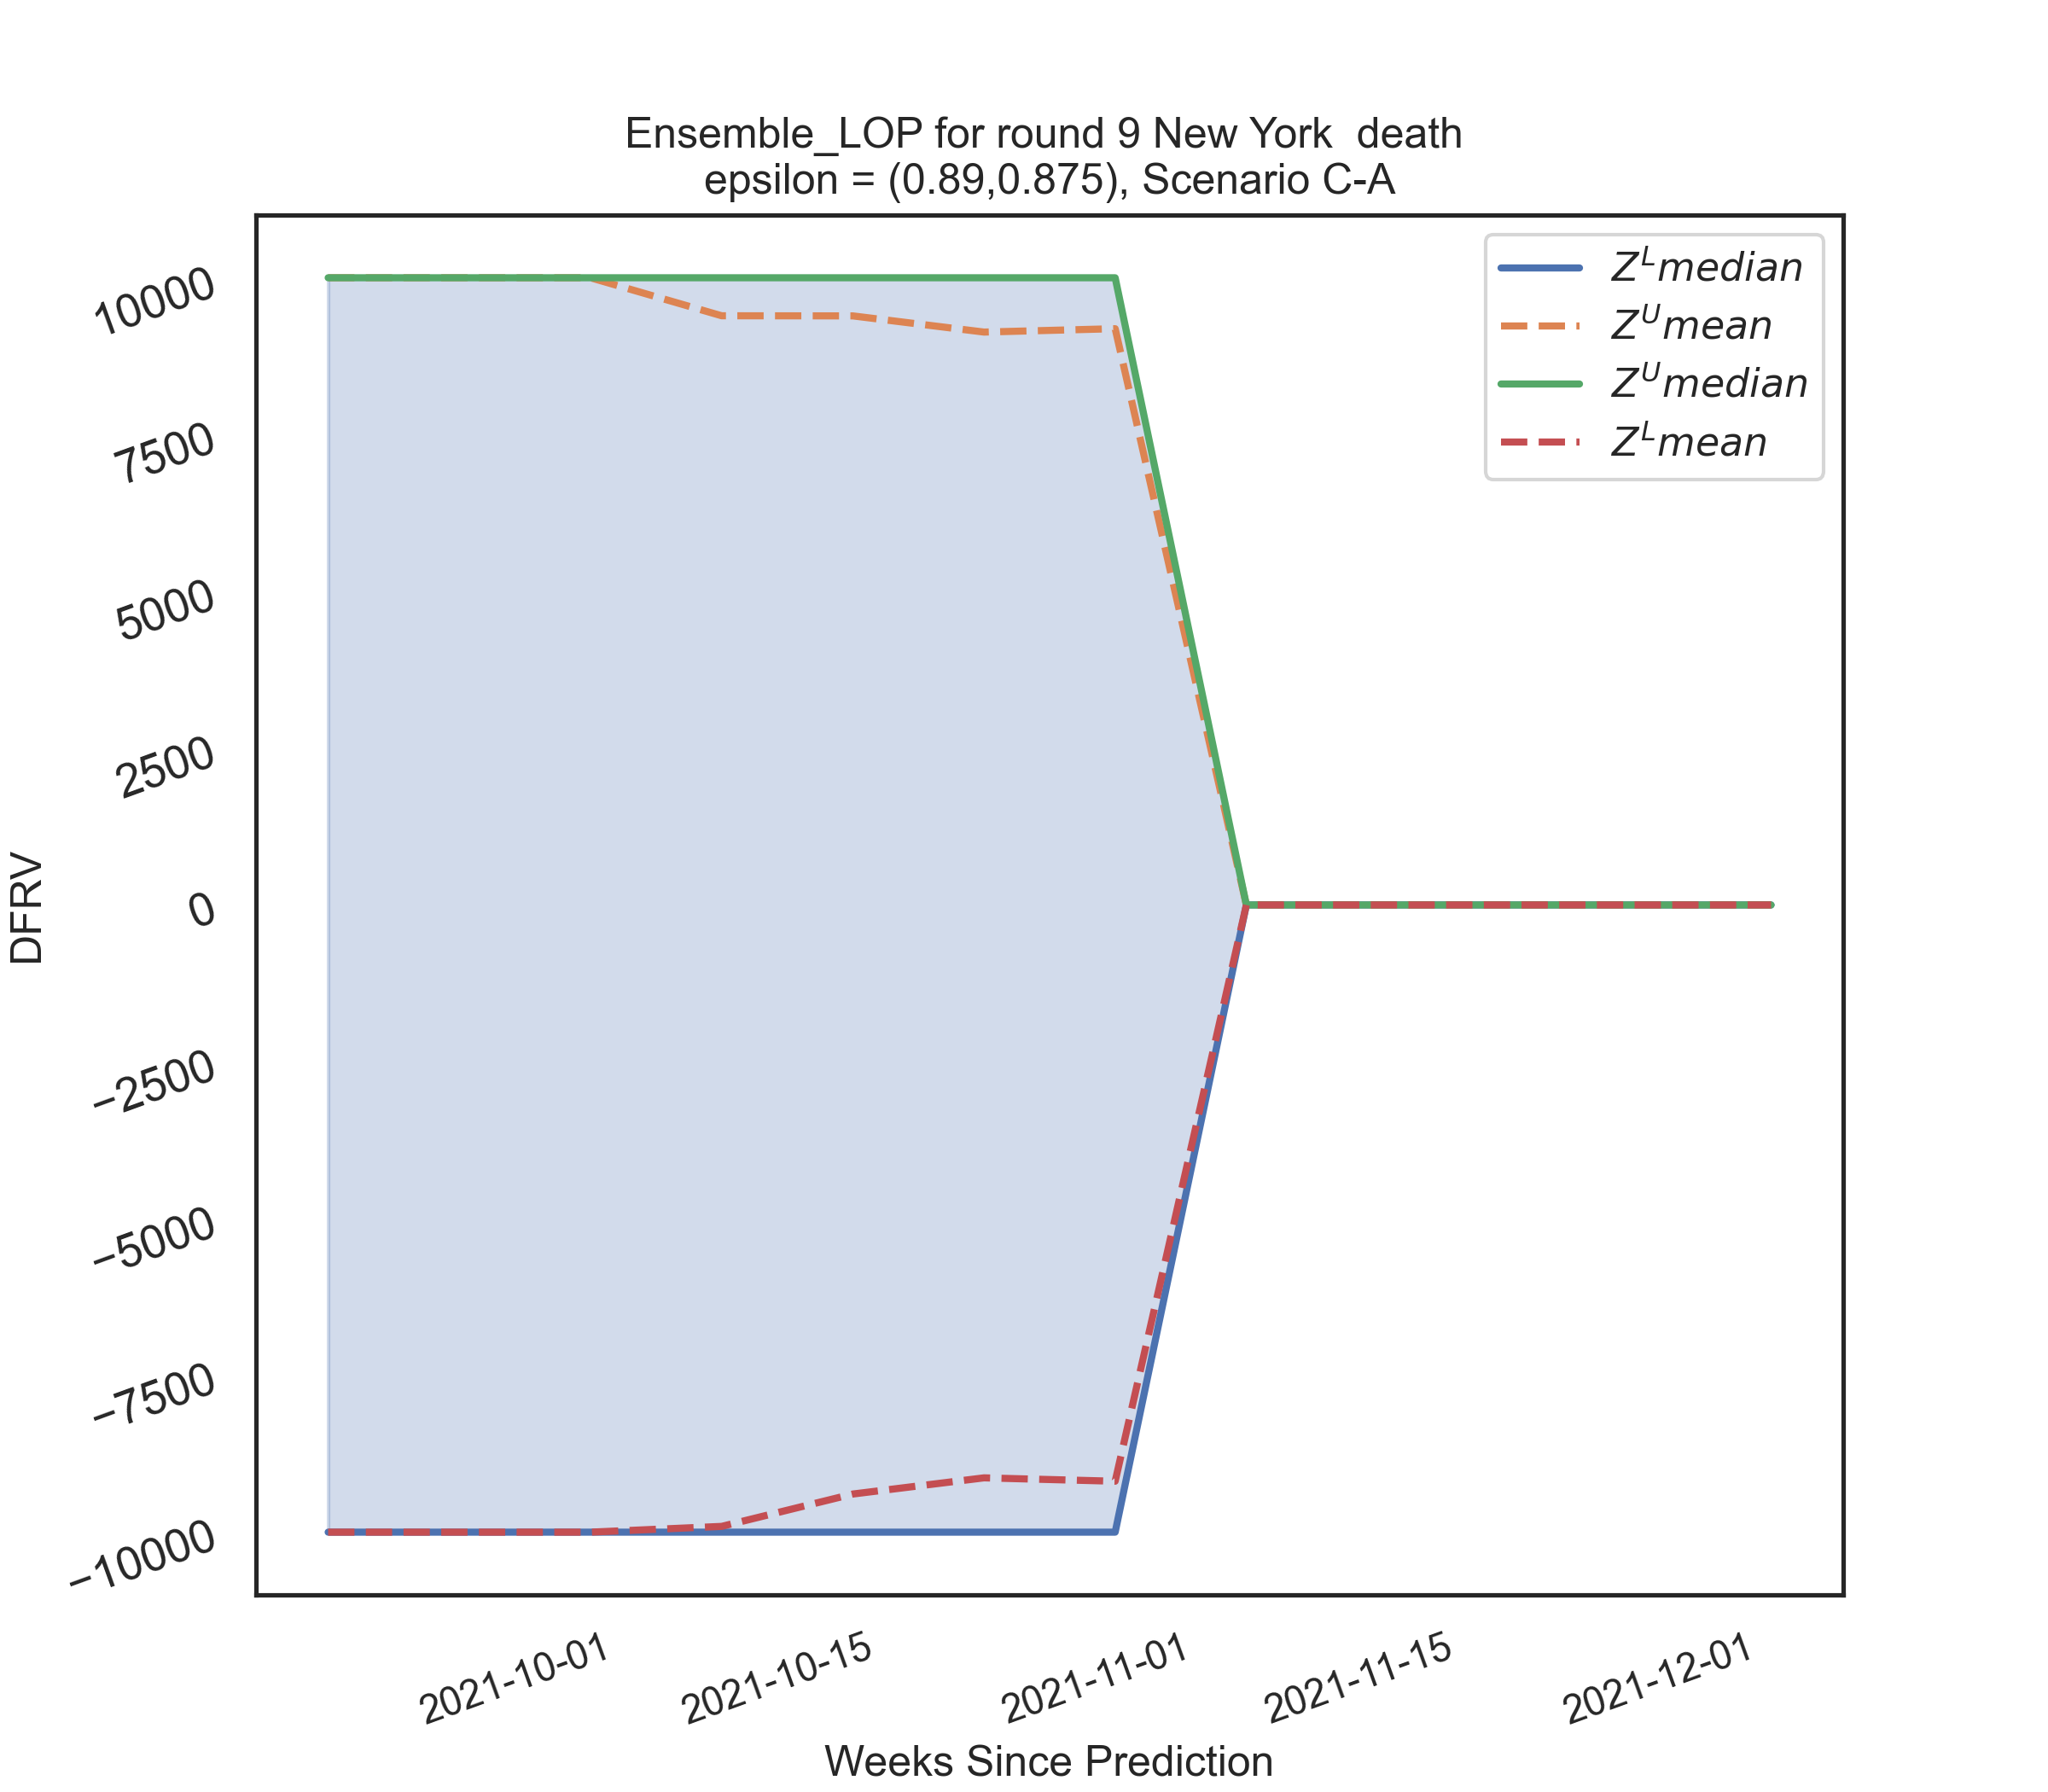 Ensemble_LOP for round 9 New York  death
epsilon = (0.89,0.875), Scenario C-A
Z^L median
Z^U mean
Z^U median
Z^L mean
10000
7500
5000
2500
0
−2500
−5000
−7500
−10000
DFRV
2021-10-01
2021-10-15
2021-11-01
2021-11-15
2021-12-01
Weeks Since Prediction